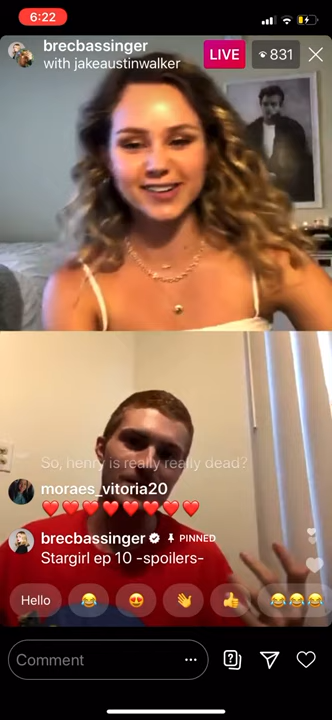 6:22
brecbassinger
with jakeaustinwalker
LIVE
831
So, henry is really really dead?
moraes_vitoria20
❤️❤️❤️❤️❤️❤️❤️❤️
brecbassinger PINNED
Stargirl ep 10 -spoilers-
Hello 😂 😍 👋 👍 😂😂😂
Comment